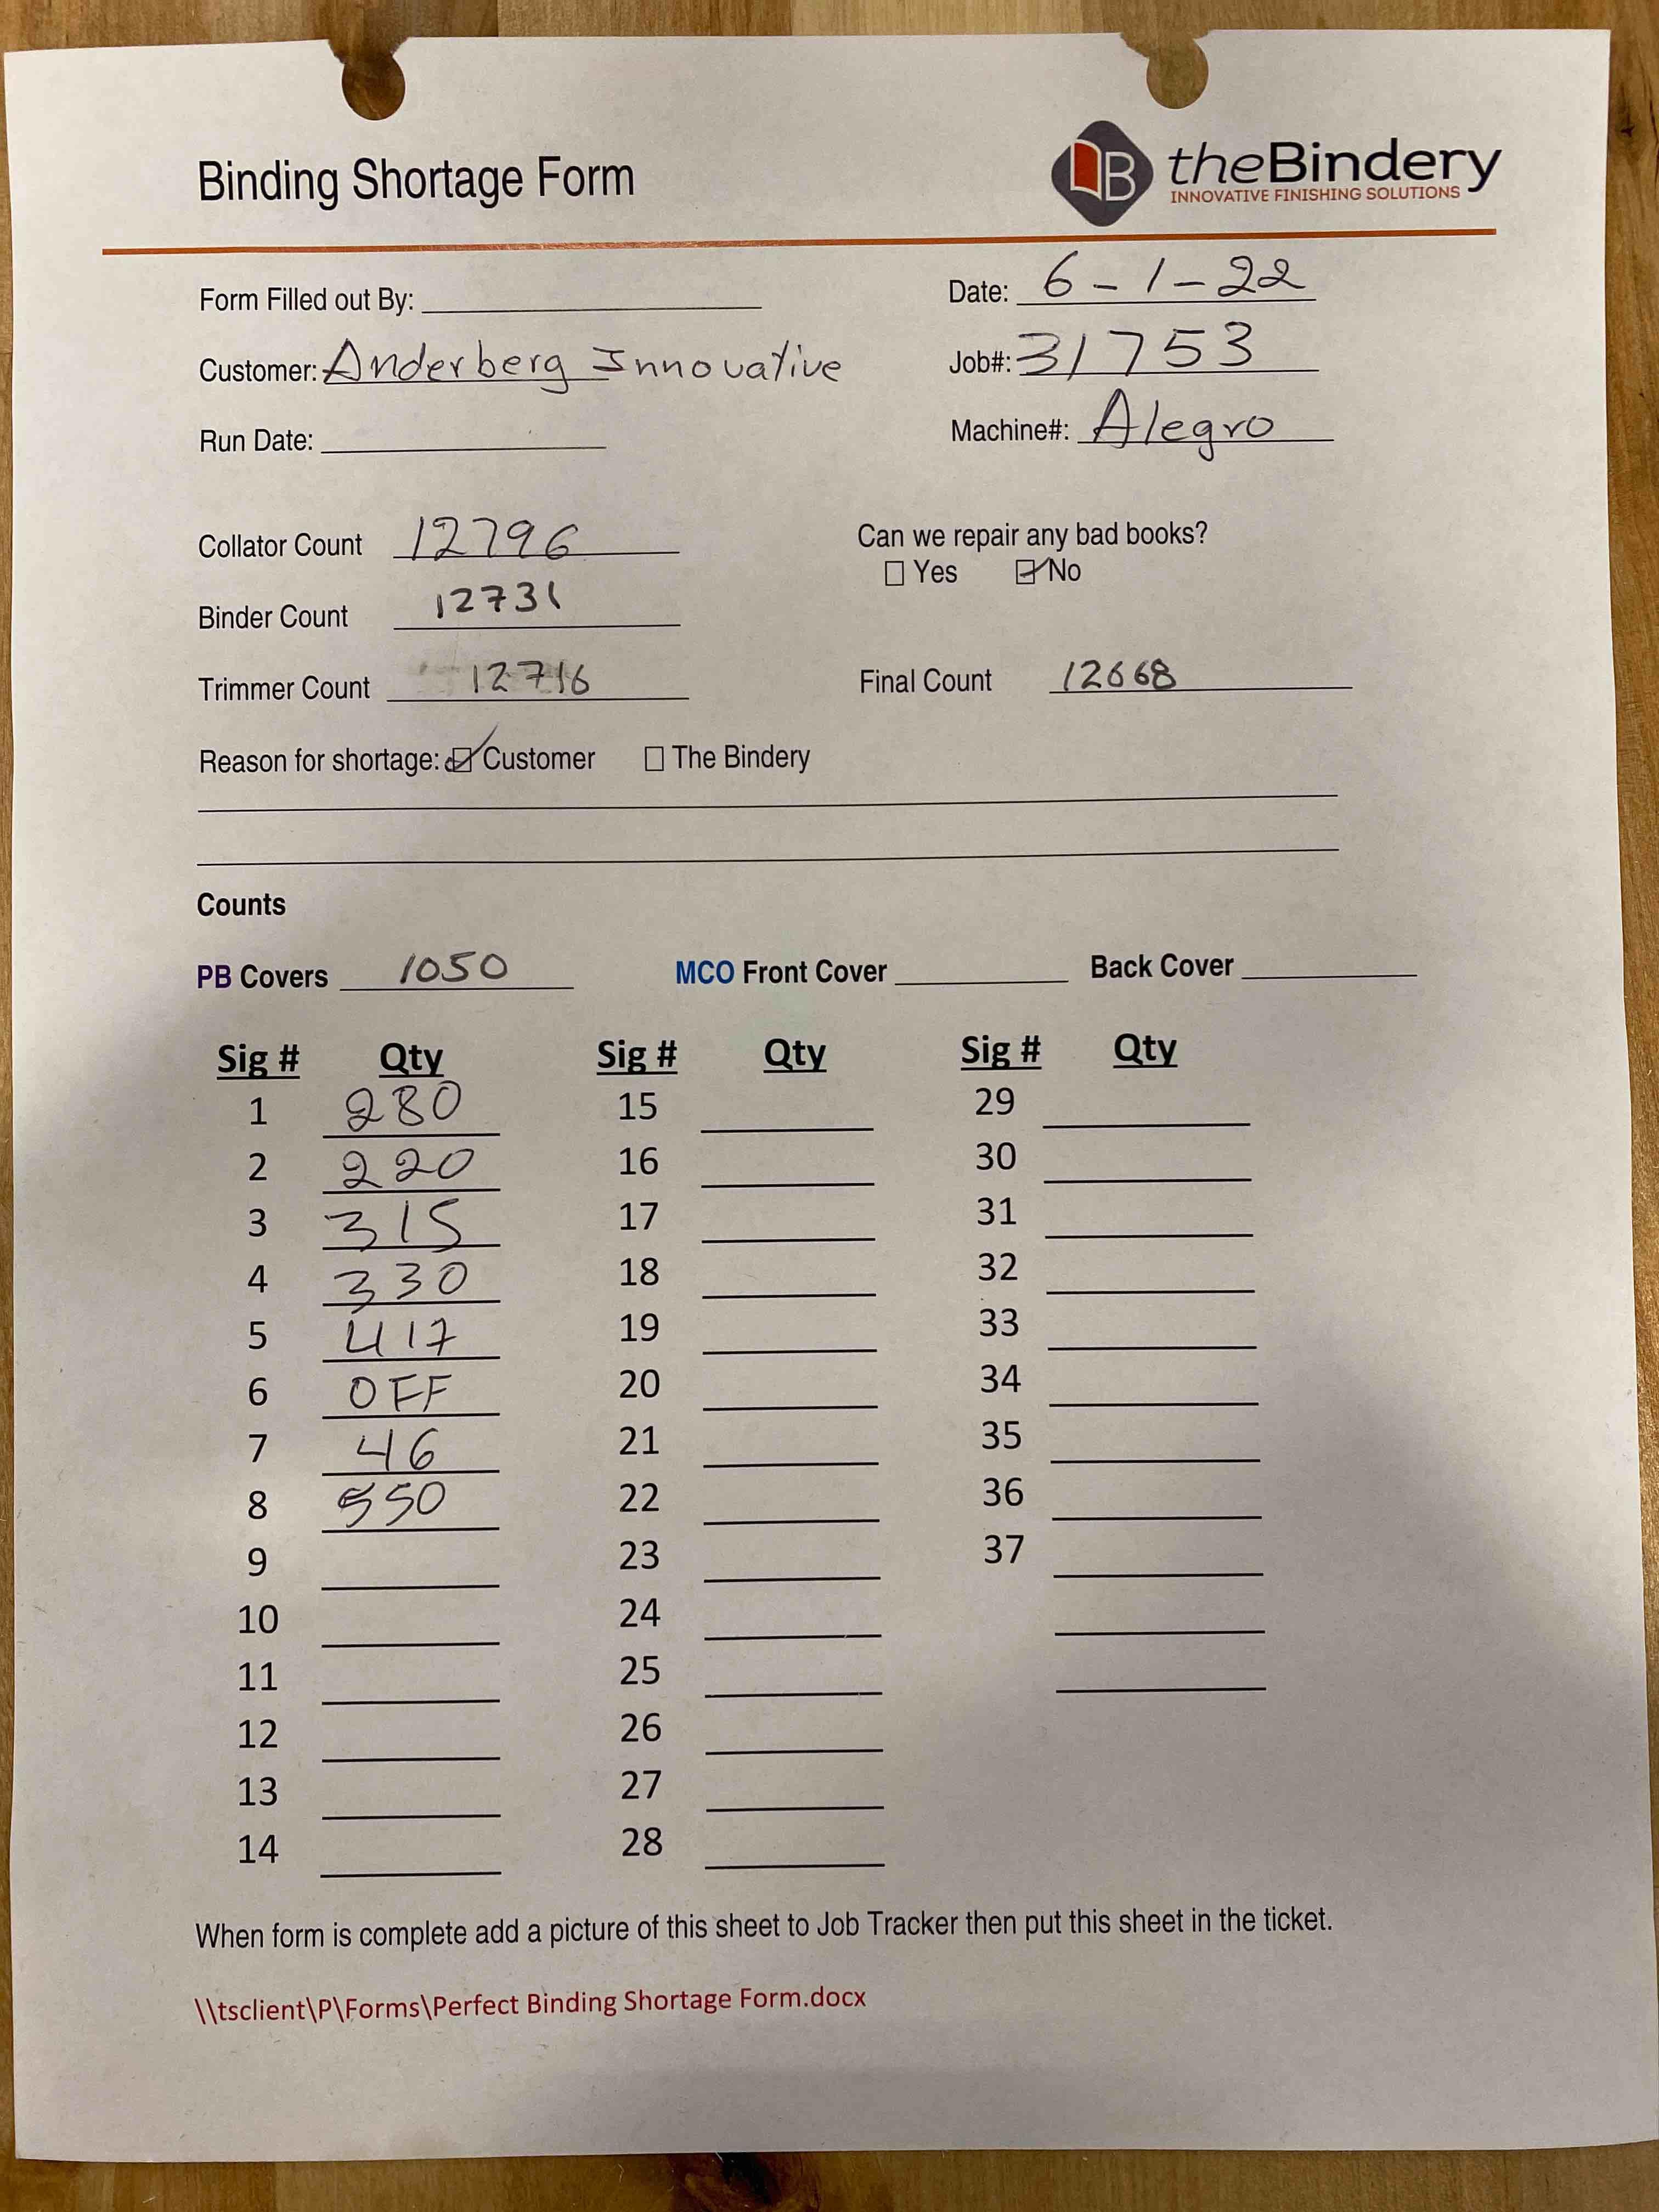 Binding Shortage Form
B theBindery
INNOVATIVE FINISHING SOLUTIONS
Form Filled out By:
Date: 6-1-22
Customer: Anderberg Innovative
Job#: 31753
Run Date:
Machine#: Alegro
Collator Count 12796
Can we repair any bad books?
Yes No
Binder Count 12731
Trimmer Count 12716
Final Count 12668
Reason for shortage: Customer The Bindery
Counts
PB Covers 1050 MCO Front Cover Back Cover
Sig # Qty Sig # Qty Sig # Qty
1 280 15 29
2 220 16 30
3 315 17 31
4 330 18 32
5 417 19 33
6 OFF 20 34
7 46 21 35
8 550 22 36
9 23 37
10 24
11 25
12 26
13 27
14 28
When form is complete add a picture of this sheet to Job Tracker then put this sheet in the ticket.
\\tsclient\P\Forms\Perfect Binding Shortage Form.docx